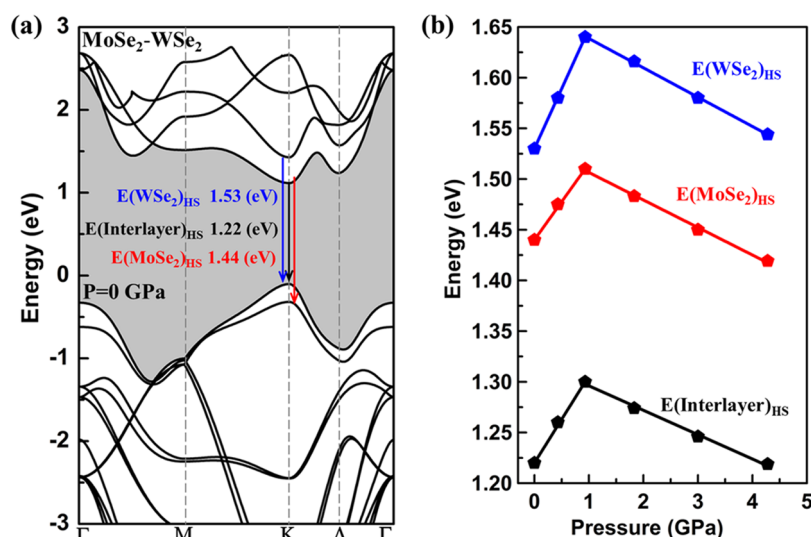 (a)
MoSe₂-WSe₂
Energy (eV)
3
2
1
0
-1
-2
-3
E(WSe₂)HS 1.53 (eV)
E(Interlayer)HS 1.22 (eV)
E(MoSe₂)HS 1.44 (eV)
P=0 GPa
Γ M K Λ Γ
(b)
Energy (eV)
1.65
1.60
1.55
1.50
1.45
1.40
1.35
1.30
1.25
1.20
E(WSe₂)HS
E(MoSe₂)HS
E(Interlayer)HS
0 1 2 3 4 5
Pressure (GPa)